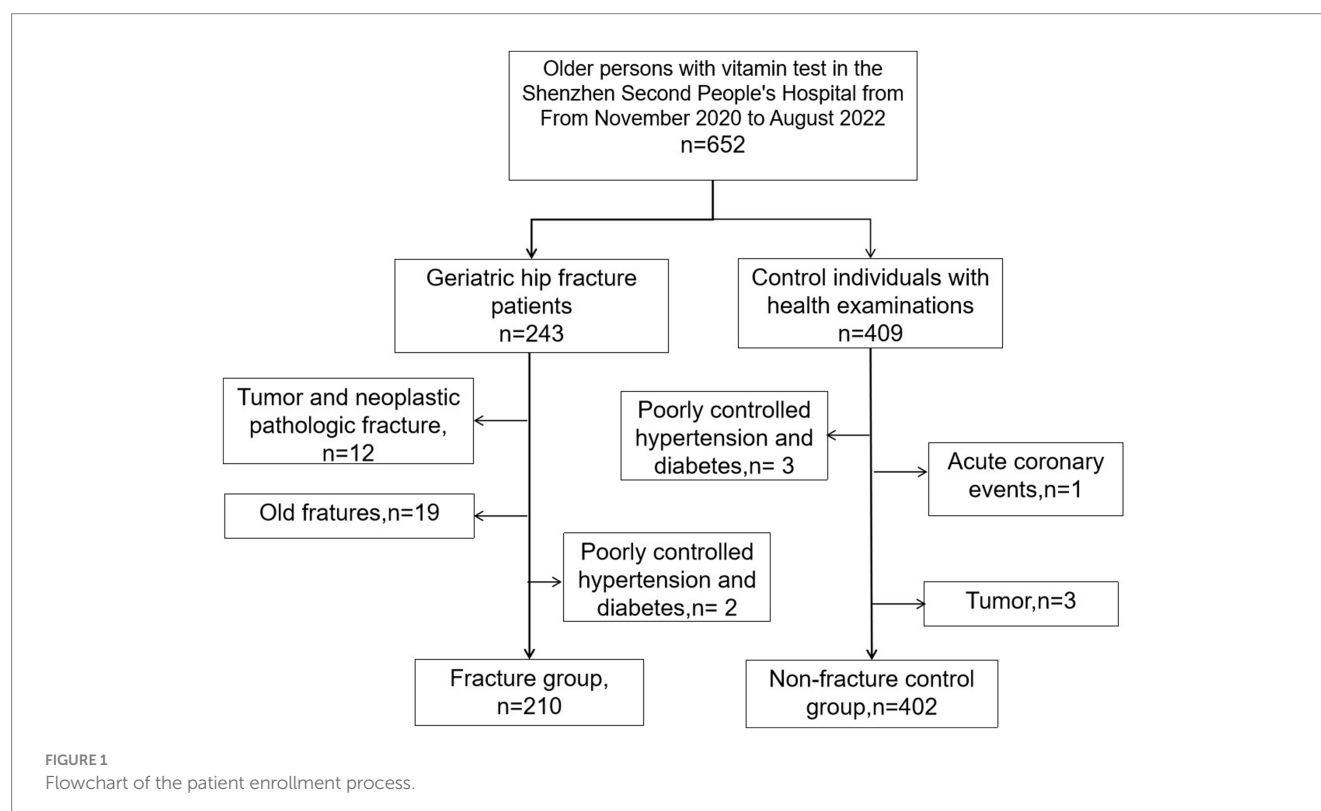 Older persons with vitamin test in the
Shenzhen Second People's Hospital from
From November 2020 to August 2022
n=652
Geriatric hip fracture
patients
n=243
Control individuals with
health examinations
n=409
Tumor and neoplastic
pathologic fracture,
n=12
Poorly controlled
hypertension and
diabetes,n= 3
Acute coronary
events,n=1
Old fratures,n=19
Poorly controlled
hypertension and
diabetes,n= 2
Tumor,n=3
Fracture group,
n=210
Non-fracture control
group,n=402
FIGURE 1
Flowchart of the patient enrollment process.